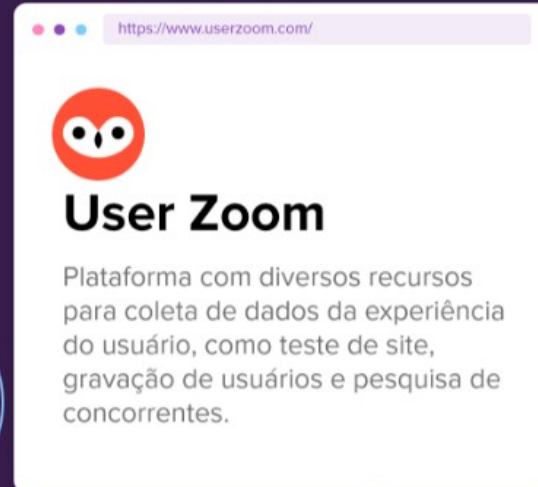 https://www.userzoom.com/
User Zoom
Plataforma com diversos recursos
para coleta de dados da experiência
do usuário, como teste de site,
gravação de usuários e pesquisa de
concorrentes.